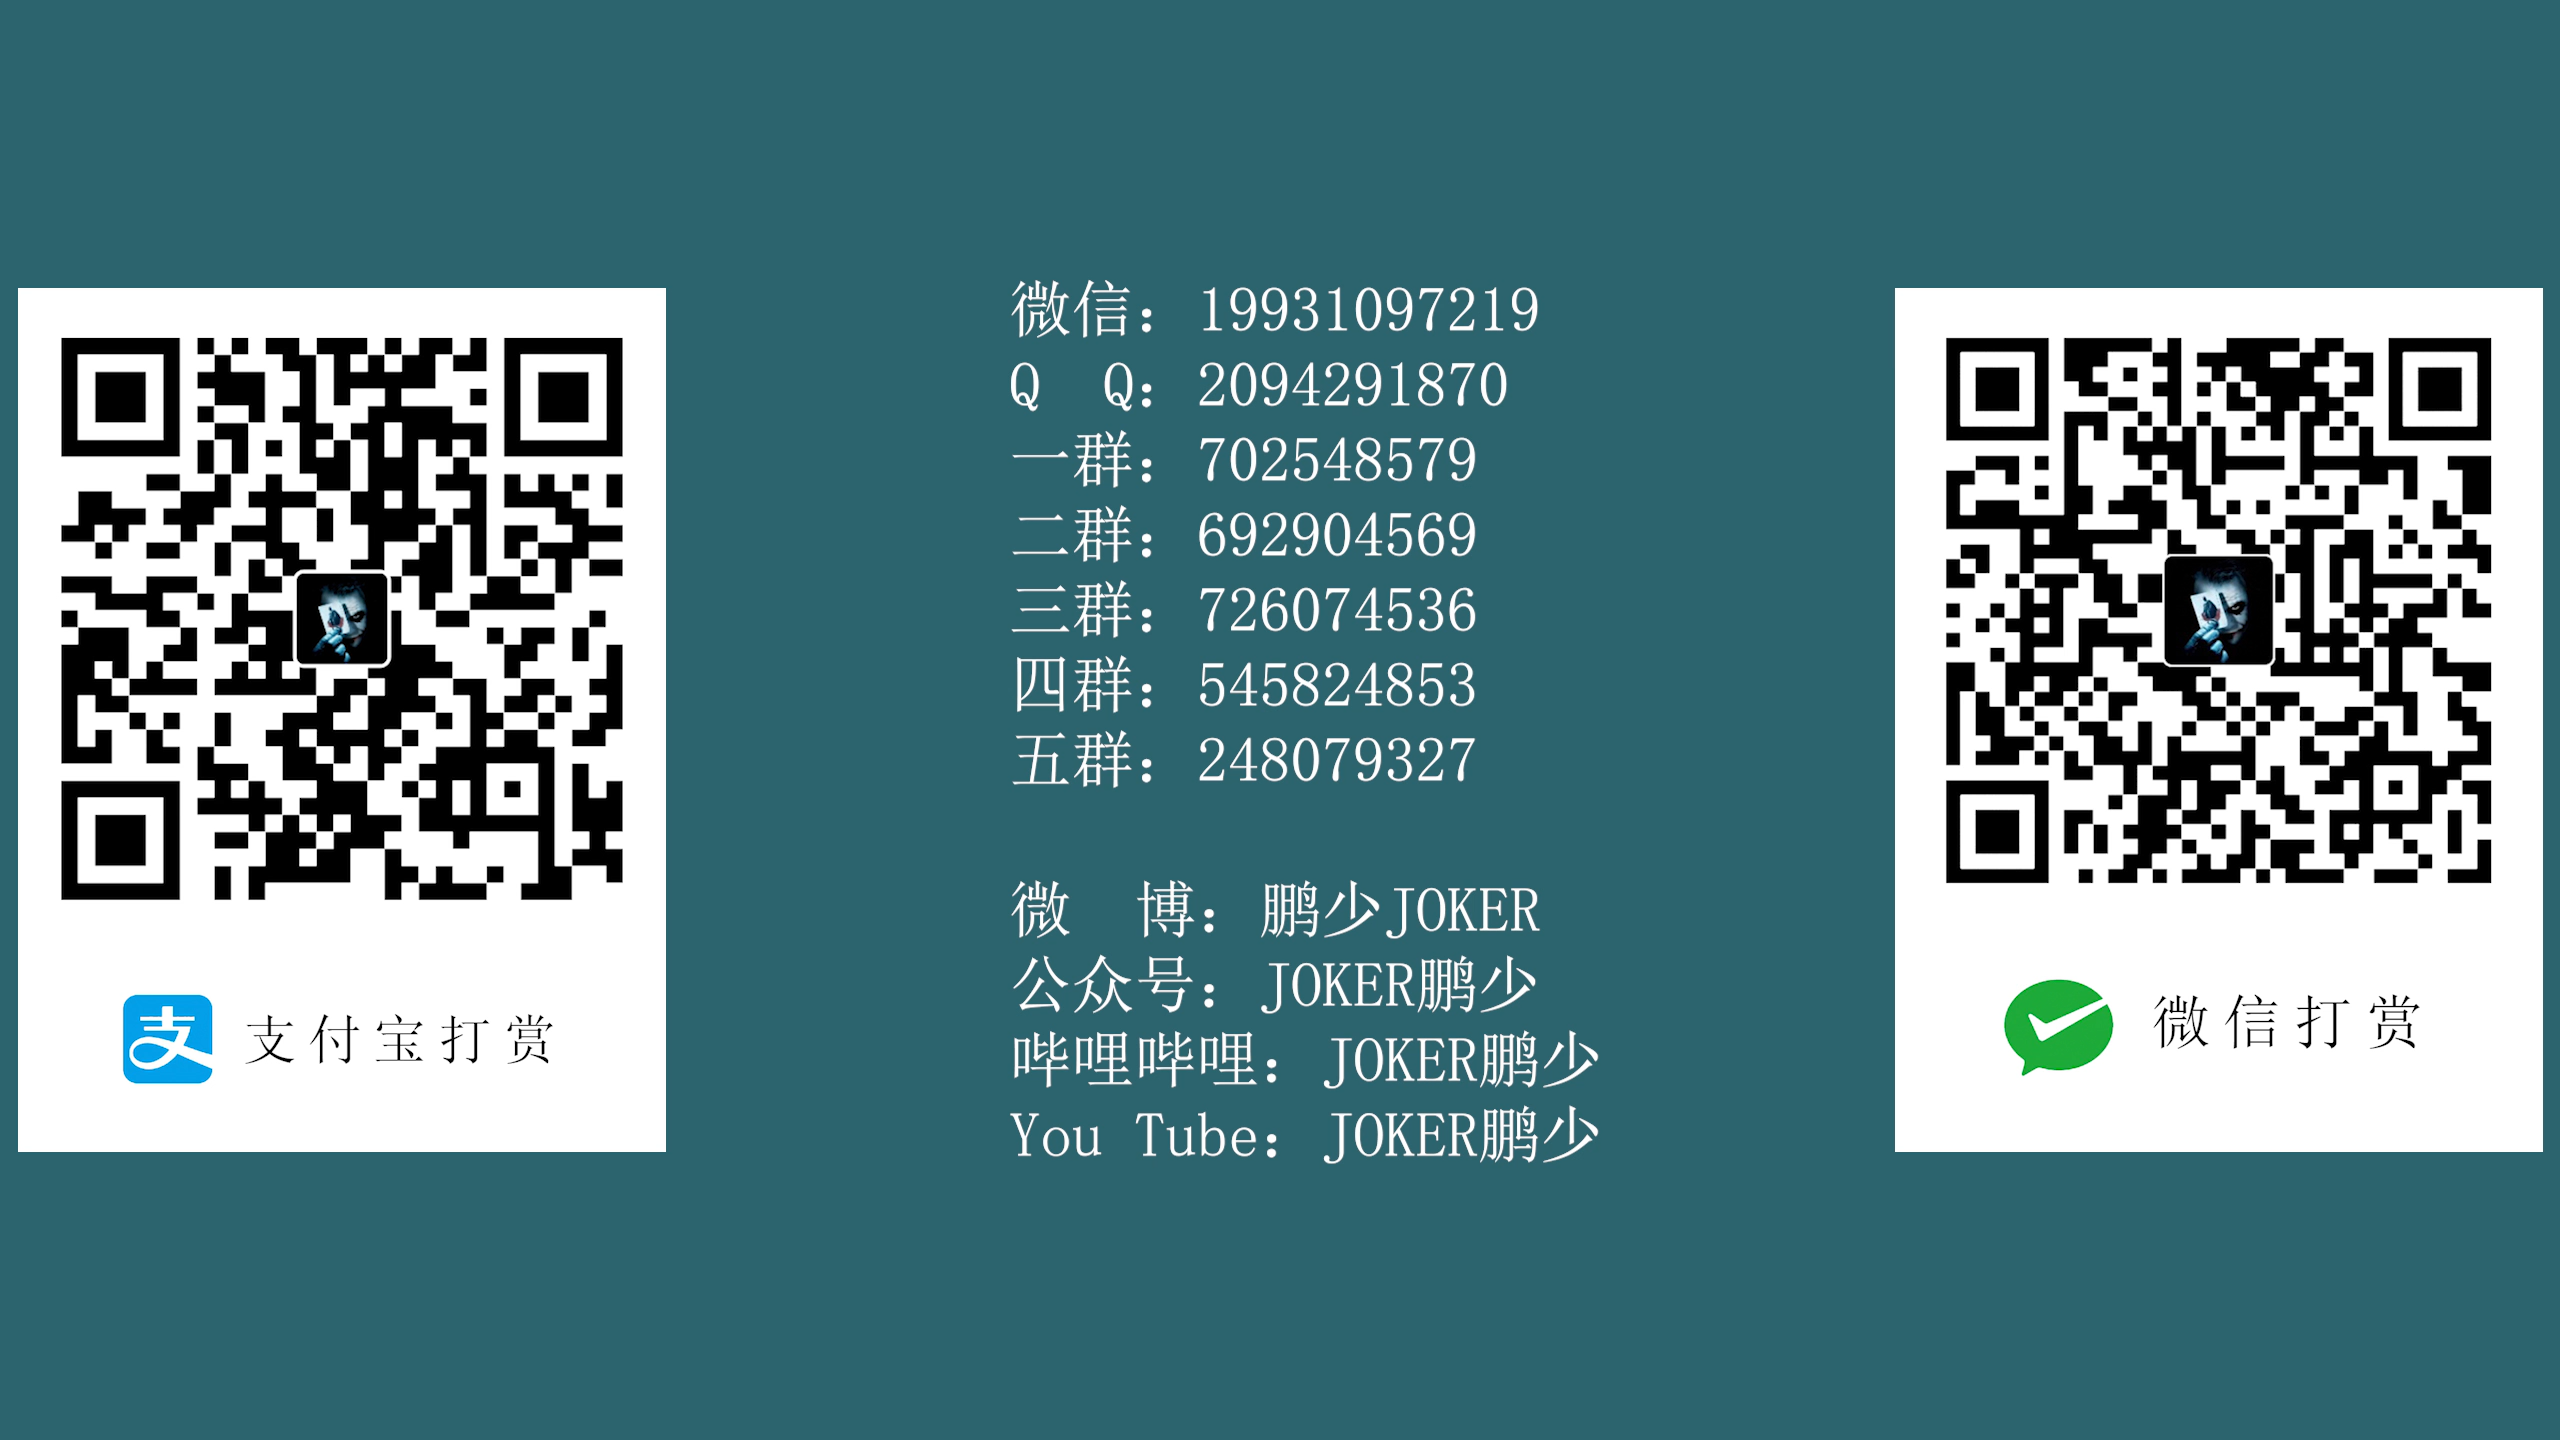 微信：19931097219
Q Q：2094291870
一群：702548579
二群：692904569
三群：726074536
四群：545824853
五群：248079327
微 博：鹏少JOKER
公众号：JOKER鹏少
哔哩哔哩：JOKER鹏少
You Tube：JOKER鹏少
支付宝打赏
微信打赏